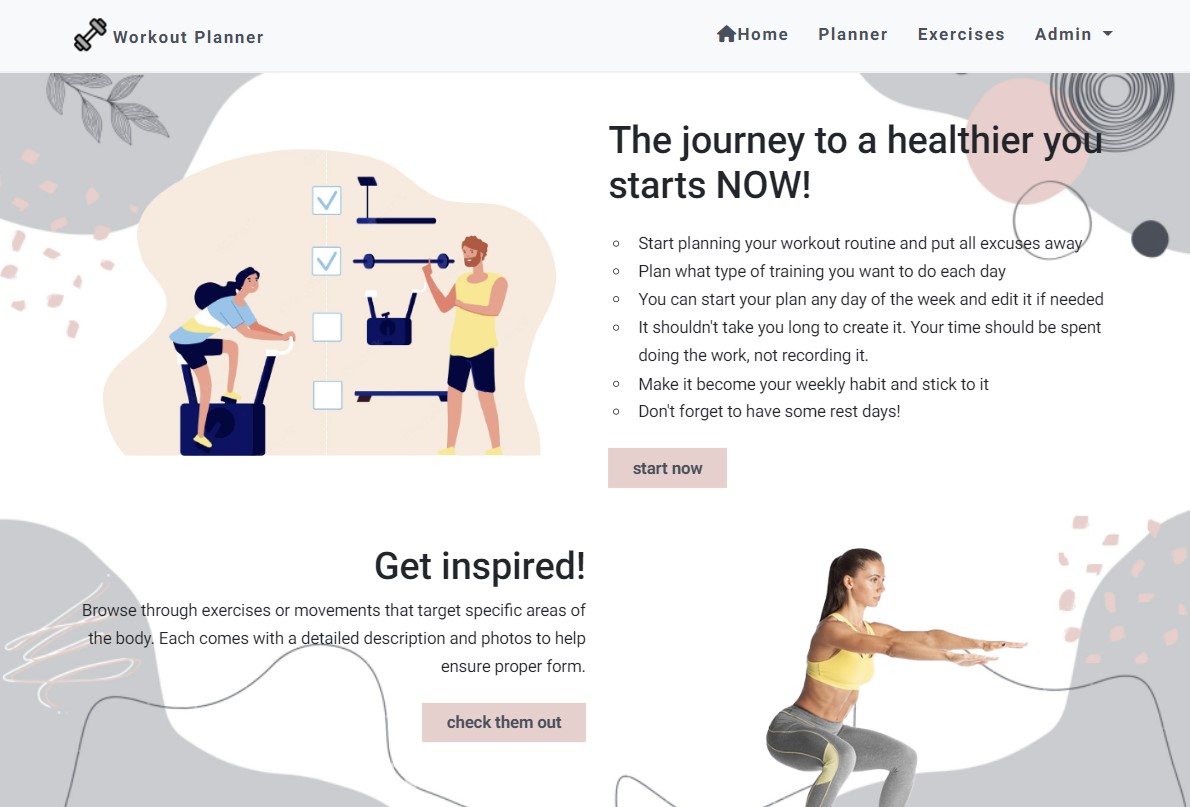 Workout Planner
Home Planner Exercises Admin
The journey to a healthier you
starts NOW!
Start planning your workout routine and put all excuses away
Plan what type of training you want to do each day
You can start your plan any day of the week and edit it if needed
It shouldn't take you long to create it. Your time should be spent
doing the work, not recording it.
Make it become your weekly habit and stick to it
Don't forget to have some rest days!
start now
Get inspired!
Browse through exercises or movements that target specific areas of
the body. Each comes with a detailed description and photos to help
ensure proper form.
check them out